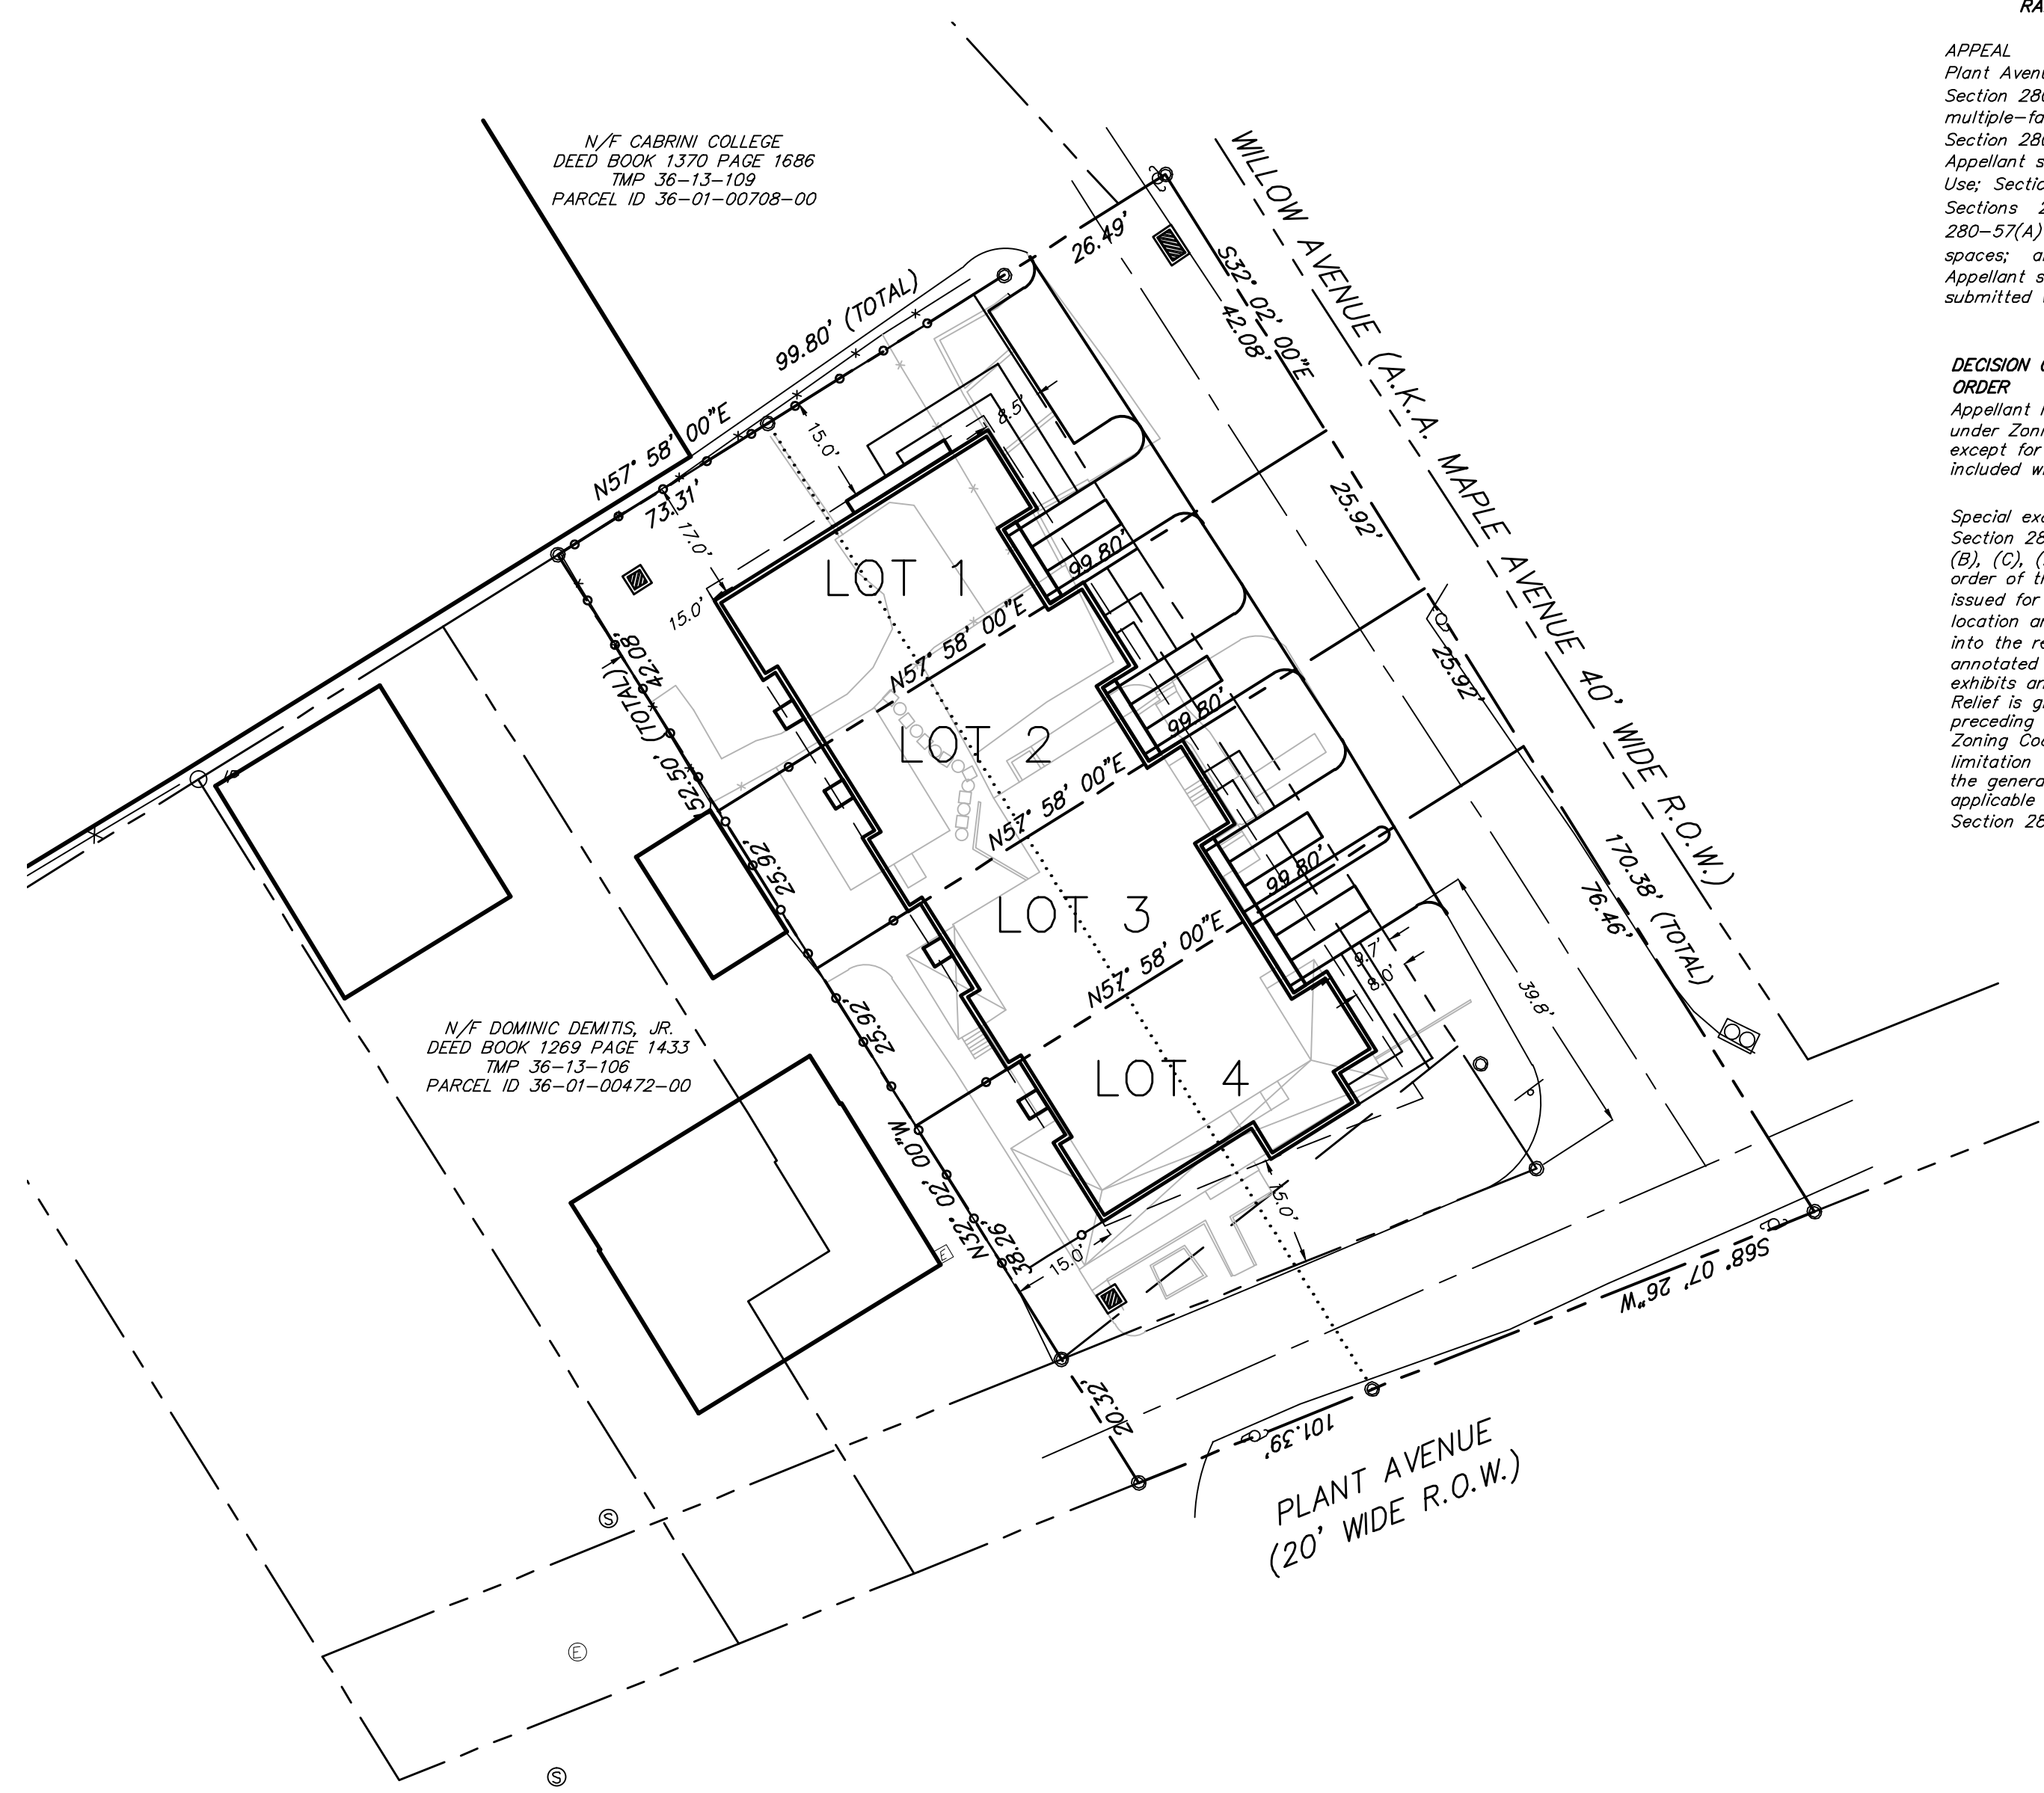 RA
APPEAL
Plant Avenu
Section 280
multiple-fa
Section 280
Appellant s
Use; Sectio
Sections 2
280-57(A)
spaces; a
Appellant s
submitted
DECISION
ORDER
Appellant
under Zoni
except for
included w
Special exc
Section 28
(B), (C), (
order of th
issued for
location an
into the re
annotated
exhibits an
Relief is g
preceding
Zoning Co
limitation
the genera
applicable
Section 28
N/F CABRINI COLLEGE
DEED BOOK 1370 PAGE 1686
TMP 36-13-109
PARCEL ID 36-01-00708-00
WILLOW AVENUE (A.K.A. MAPLE AVENUE 40' WIDE R.O.W.)
26.49'
S32° 02' 00"E
42.08'
99.80' (TOTAL)
N57° 58' 00"E
73.31'
15.0'
8.5'
17.0'
15.0'
25.92'
99.80'
LOT 1
N57° 58' 00"E
42.08'
(TOTAL)
52.50'
25.92'
99.80'
LOT 2
N57° 58' 00"E
25.92'
170.38' (TOTAL)
76.46'
99.80'
LOT 3
N57° 58' 00"E
9.7'
8.0'
39.8'
25.92'
LOT 4
N/F DOMINIC DEMITIS, JR.
DEED BOOK 1269 PAGE 1433
TMP 36-13-106
PARCEL ID 36-01-00472-00
N32° 02' 00"W
38.26'
15.0'
15.0'
E
S68° 07' 26"W
20.32'
101.39'
PLANT AVENUE
(20' WIDE R.O.W.)
S
E
S